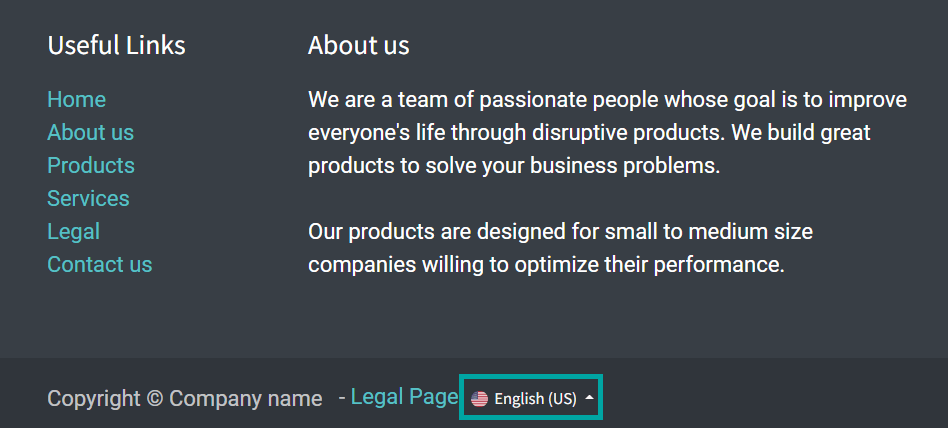 Useful Links
Home
About us
Products
Services
Legal
Contact us
About us
We are a team of passionate people whose goal is to improve
everyone's life through disruptive products. We build great
products to solve your business problems.
Our products are designed for small to medium size
companies willing to optimize their performance.
Copyright © Company name - Legal Page English (US)